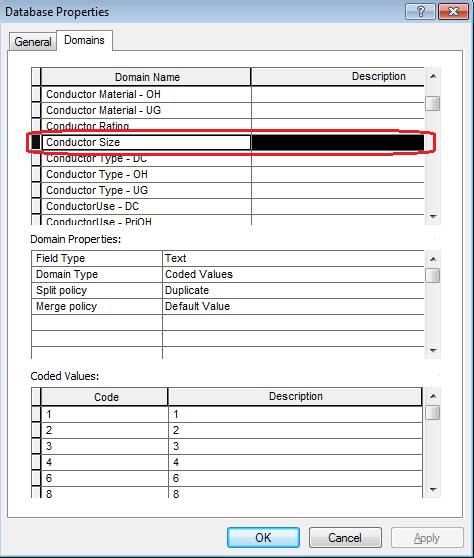 Database Properties
General Domains
Domain Name Description
Conductor Material - OH
Conductor Material - UG
Conductor Rating
Conductor Size
Conductor Type - DC
Conductor Type - OH
Conductor Type - UG
ConductorUse - DC
ConductorUse - PriOH
Domain Properties:
Field Type Text
Domain Type Coded Values
Split policy Duplicate
Merge policy Default Value
Coded Values:
Code Description
1 1
2 2
3 3
4 4
6 6
8 8
OK Cancel Apply